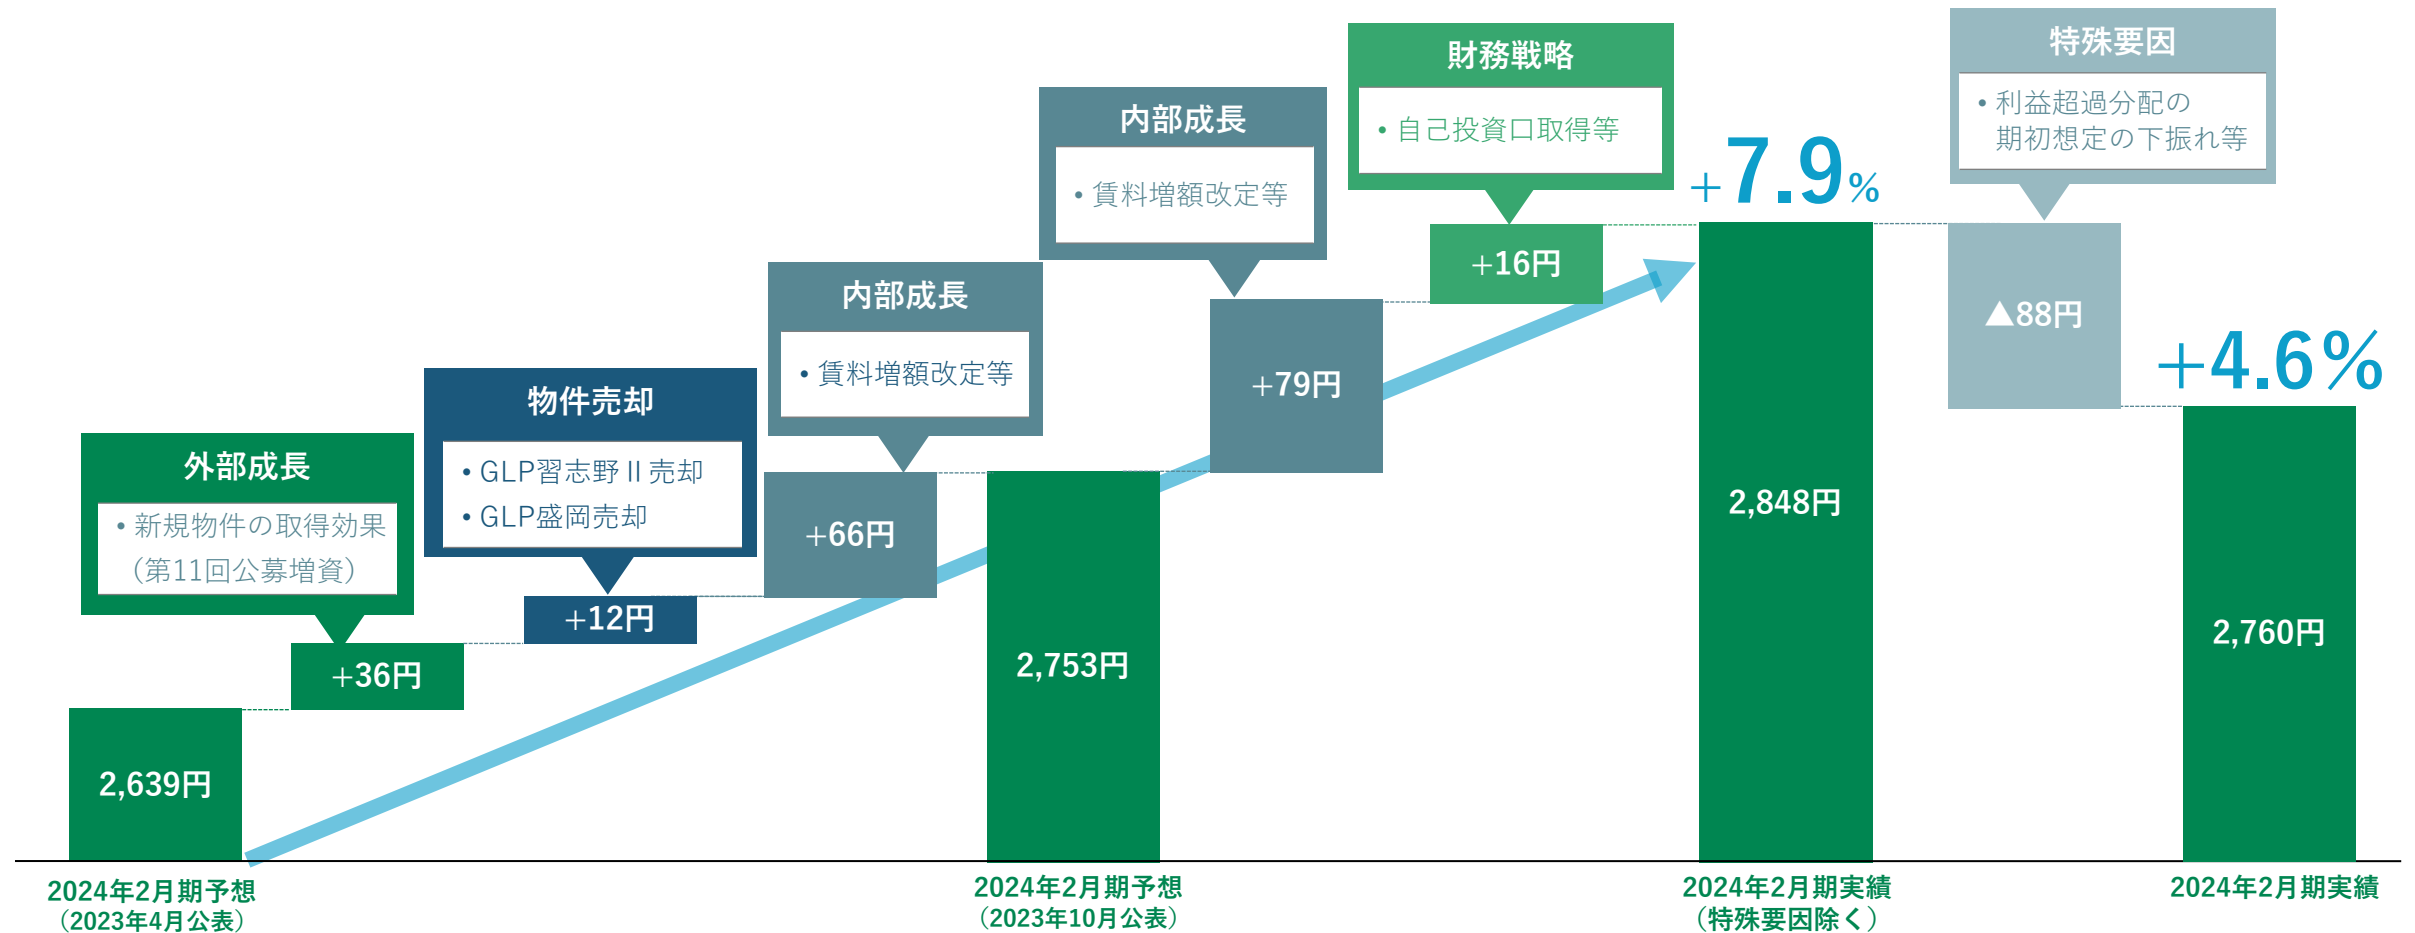 外部成長
• 新規物件の取得効果
（第11回公募増資）
+36円
2,639円
2024年2月期予想
（2023年4月公表）
物件売却
• GLP習志野Ⅱ売却
• GLP盛岡売却
+12円
内部成長
• 賃料増額改定等
+66円
2,753円
2024年2月期予想
（2023年10月公表）
内部成長
• 賃料増額改定等
+79円
財務戦略
• 自己投資口取得等
+16円
+7.9%
2,848円
2024年2月期実績
（特殊要因除く）
特殊要因
• 利益超過分配の
期初想定の下振れ等
▲88円
+4.6%
2,760円
2024年2月期実績